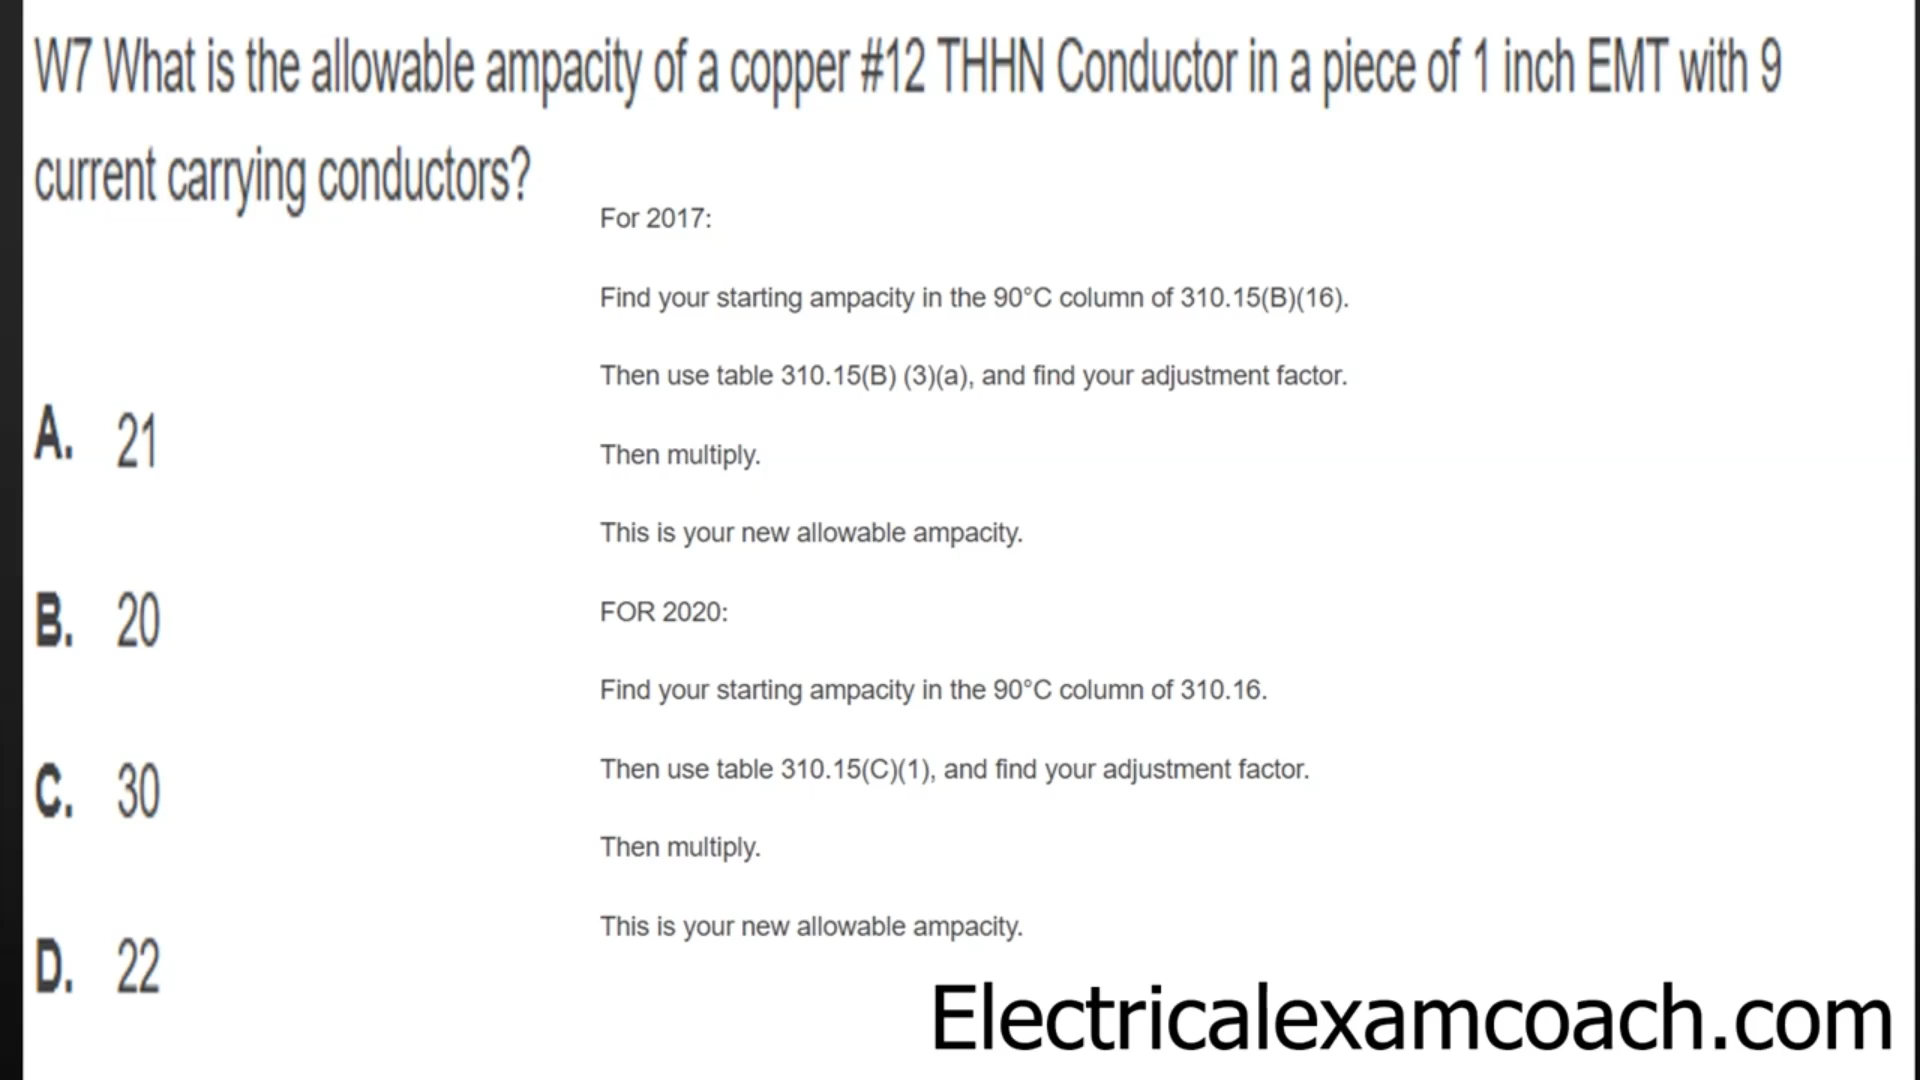 W7 What is the allowable ampacity of a copper #12 THHN Conductor in a piece of 1 inch EMT with 9
current carrying conductors?
For 2017:
Find your starting ampacity in the 90°C column of 310.15(B)(16).
Then use table 310.15(B) (3)(a), and find your adjustment factor.
A. 21
Then multiply.
This is your new allowable ampacity.
FOR 2020:
B. 20
Find your starting ampacity in the 90°C column of 310.16.
Then use table 310.15(C)(1), and find your adjustment factor.
C. 30
Then multiply.
This is your new allowable ampacity.
D. 22
Electricalexamcoach.com